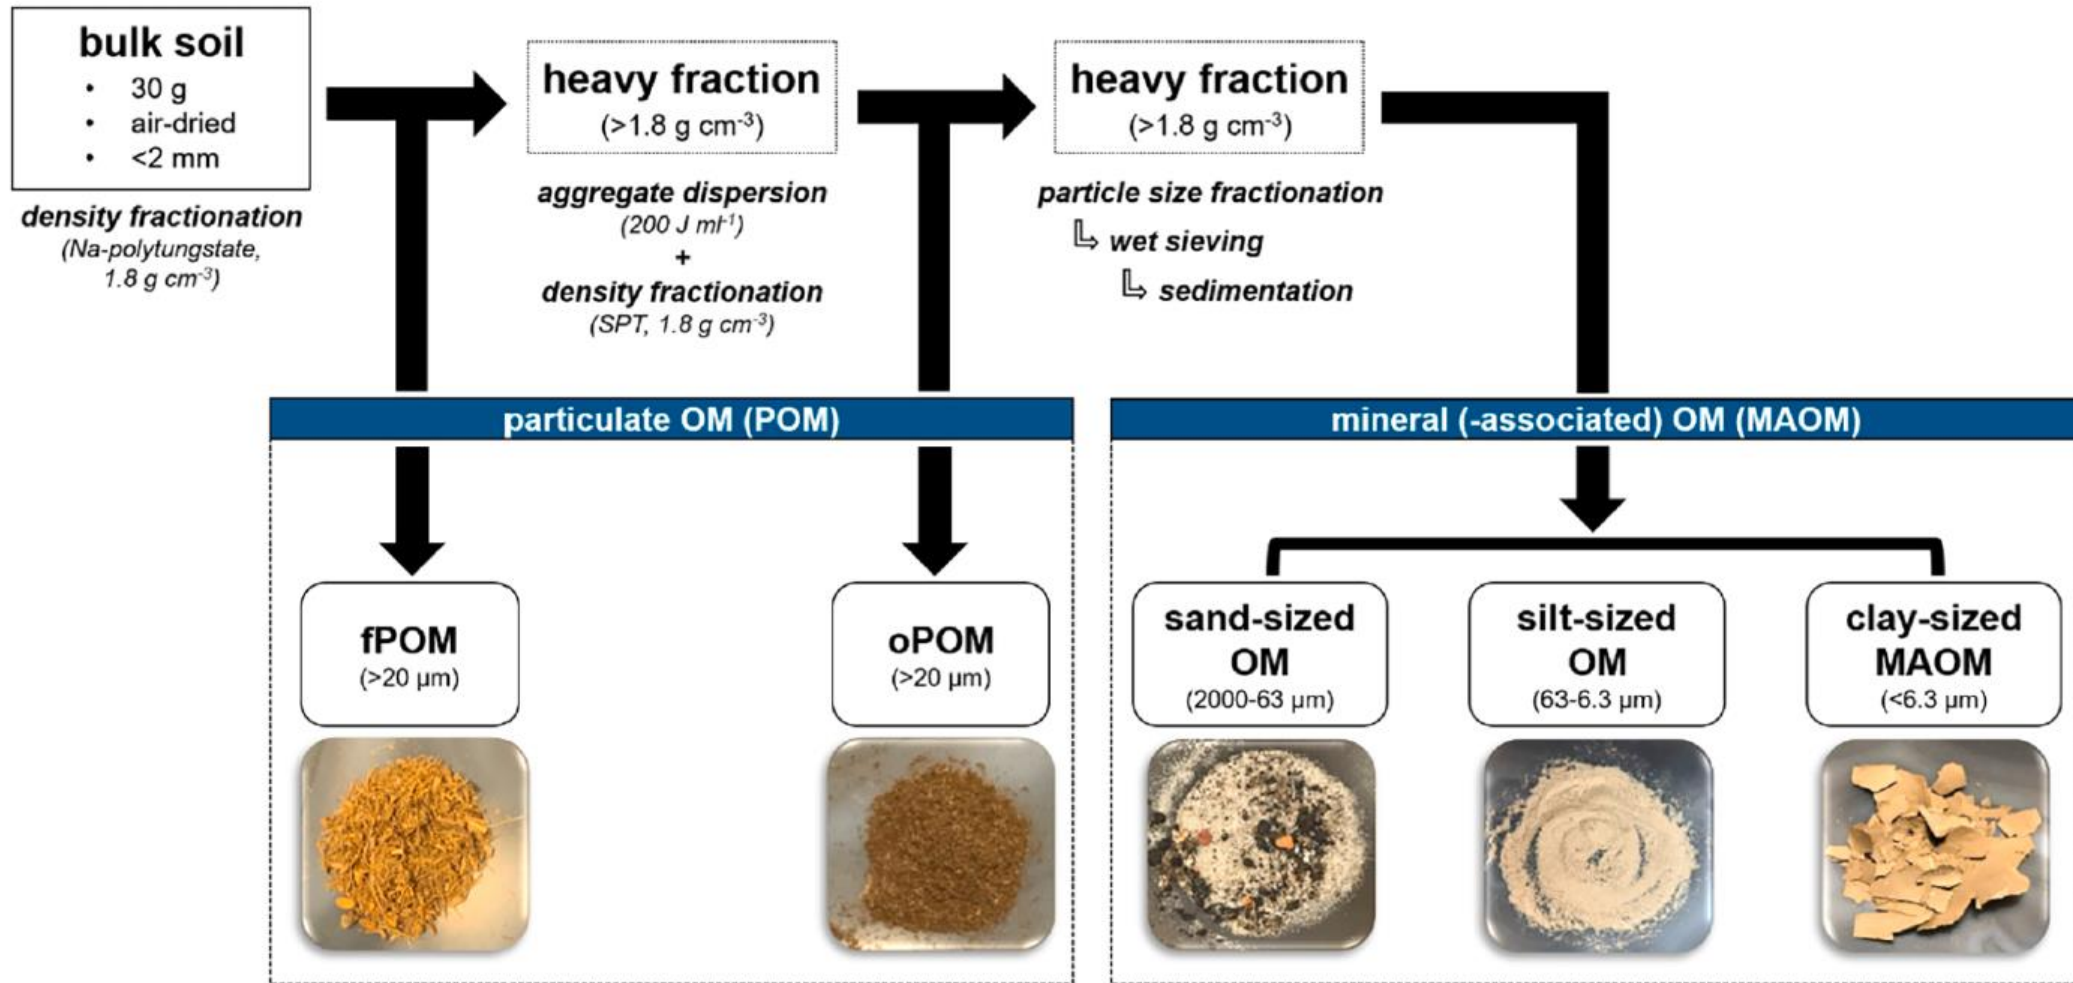 bulk soil
• 30 g
• air-dried
• <2 mm
density fractionation
(Na-polytungstate,
1.8 g cm⁻³)
heavy fraction
(>1.8 g cm⁻³)
aggregate dispersion
(200 J ml⁻¹)
+
density fractionation
(SPT, 1.8 g cm⁻³)
heavy fraction
(>1.8 g cm⁻³)
particle size fractionation
wet sieving
sedimentation
particulate OM (POM)
mineral (-associated) OM (MAOM)
fPOM
(>20 µm)
oPOM
(>20 µm)
sand-sized
OM
(2000-63 µm)
silt-sized
OM
(63-6.3 µm)
clay-sized
MAOM
(<6.3 µm)